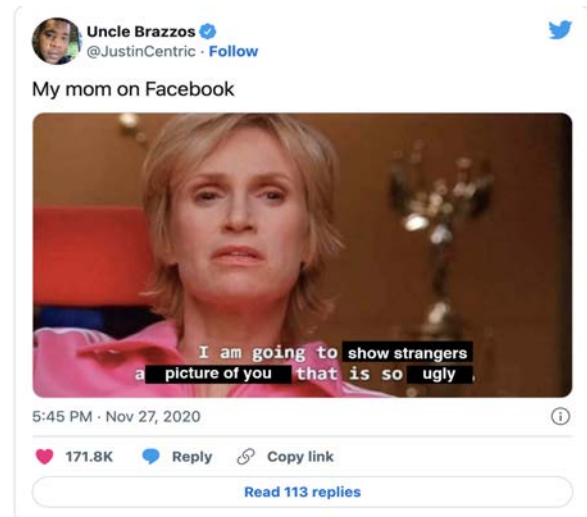 Uncle Brazzos
@JustinCentric · Follow
My mom on Facebook
I am going to show strangers
a picture of you that is so ugly.
5:45 PM · Nov 27, 2020
171.8K Reply Copy link
Read 113 replies